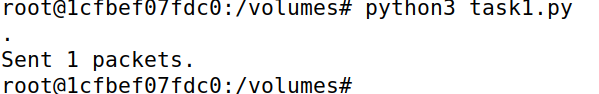 root@1cfbef07fdc0:/volumes# python3 task1.py
.
Sent 1 packets.
root@1cfbef07fdc0:/volumes#